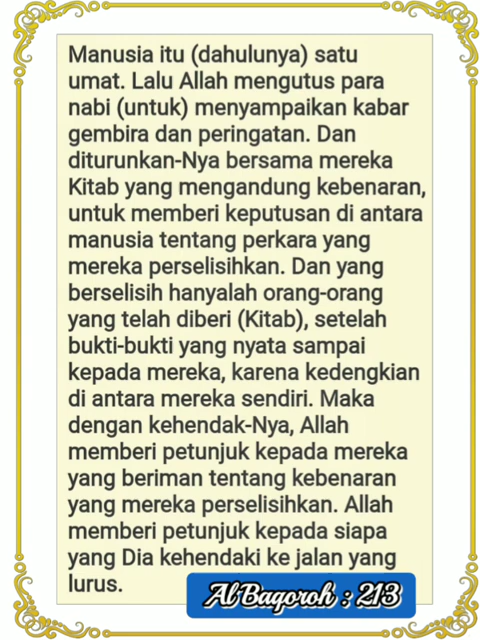 Manusia itu (dahulunya) satu
umat. Lalu Allah mengutus para
nabi (untuk) menyampaikan kabar
gembira dan peringatan. Dan
diturunkan-Nya bersama mereka
Kitab yang mengandung kebenaran,
untuk memberi keputusan di antara
manusia tentang perkara yang
mereka perselisihkan. Dan yang
berselisih hanyalah orang-orang
yang telah diberi (Kitab), setelah
bukti-bukti yang nyata sampai
kepada mereka, karena kedengkian
di antara mereka sendiri. Maka
dengan kehendak-Nya, Allah
memberi petunjuk kepada mereka
yang beriman tentang kebenaran
yang mereka perselisihkan. Allah
memberi petunjuk kepada siapa
yang Dia kehendaki ke jalan yang
lurus.
Al Baqoroh : 213